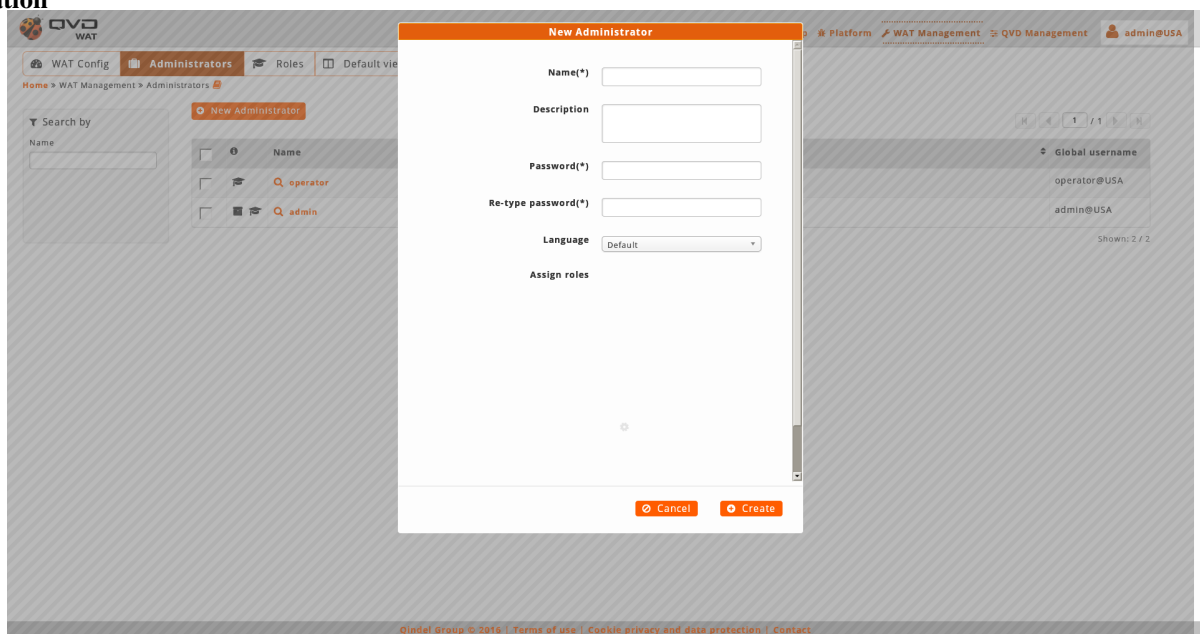 QVD
WAT
Platform
WAT Management
QVD Management
admin@USA
New Administrator
WAT Config
Administrators
Roles
Default vie
Home » WAT Management » Administrators
Search by
Name
New Administrator
1 / 1
Name
Global username
operator
operator@USA
admin
admin@USA
Shown: 2 / 2
Name(*)
Description
Password(*)
Re-type password(*)
Language
Default
Assign roles
Cancel
Create
Qindel Group © 2016 | Terms of use | Cookie privacy and data protection | Contact